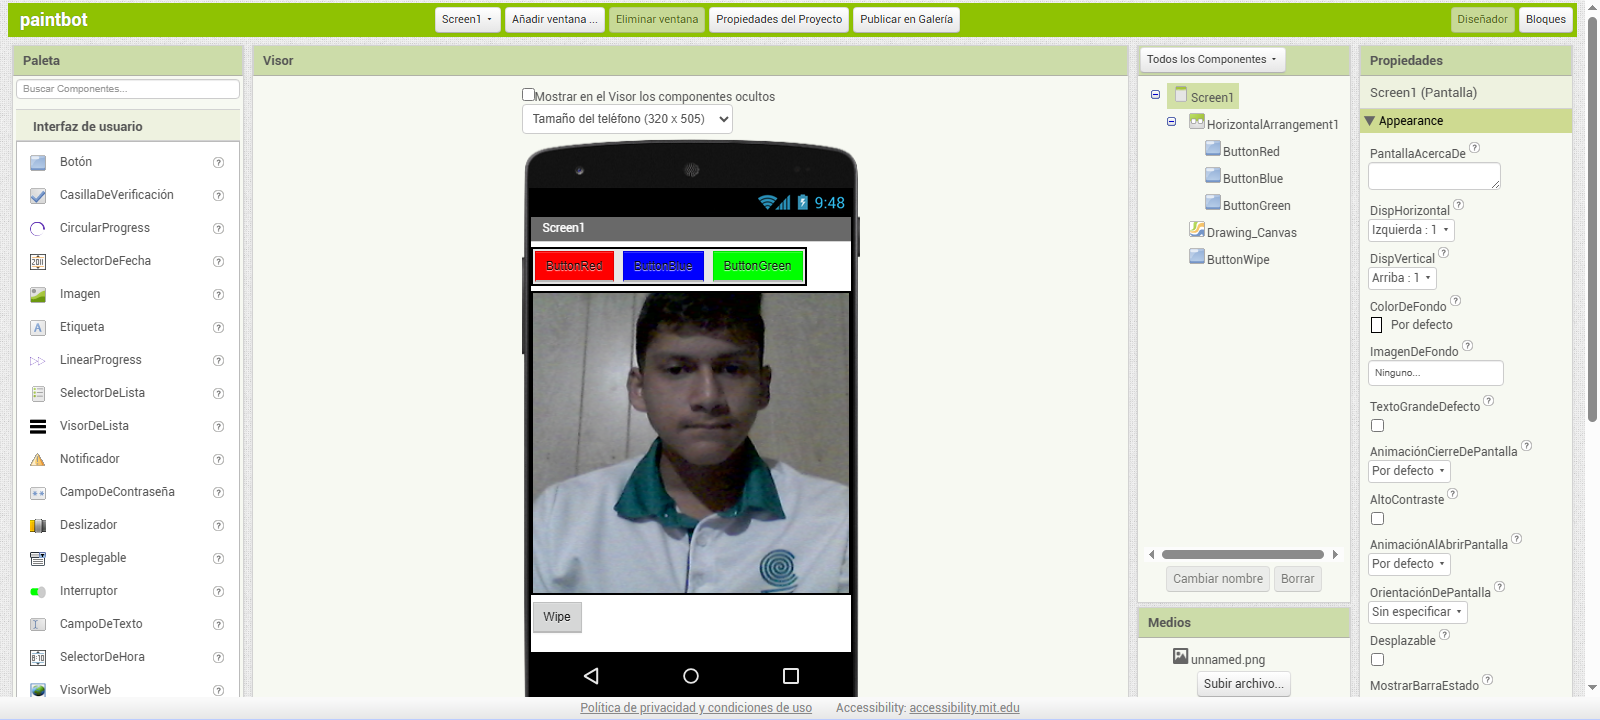 paintbot
Screen1
Añadir ventana ...
Eliminar ventana
Propiedades del Proyecto
Publicar en Galería
Diseñador
Bloques
Paleta
Buscar Componentes...
Interfaz de usuario
Botón
CasillaDeVerificación
CircularProgress
SelectorDeFecha
Imagen
Etiqueta
LinearProgress
SelectorDeLista
VisorDeLista
Notificador
CampoDeContraseña
Deslizador
Desplegable
Interruptor
CampoDeTexto
SelectorDeHora
VisorWeb
Visor
Mostrar en el Visor los componentes ocultos
Tamaño del teléfono (320 x 505)
9:48
Screen1
ButtonRed
ButtonBlue
ButtonGreen
Wipe
Todos los Componentes
Screen1
HorizontalArrangement1
ButtonRed
ButtonBlue
ButtonGreen
Drawing_Canvas
ButtonWipe
Cambiar nombre
Borrar
Medios
unnamed.png
Subir archivo...
Propiedades
Screen1 (Pantalla)
Appearance
PantallaAcercaDe
DispHorizontal
Izquierda : 1
DispVertical
Arriba : 1
ColorDeFondo
Por defecto
ImagenDeFondo
Ninguno...
TextoGrandeDefecto
AnimaciónCierreDePantalla
Por defecto
AltoContraste
AnimaciónAlAbrirPantalla
Por defecto
OrientaciónDePantalla
Sin especificar
Desplazable
MostrarBarraEstado
Política de privacidad y condiciones de uso
Accessibility: accessibility.mit.edu